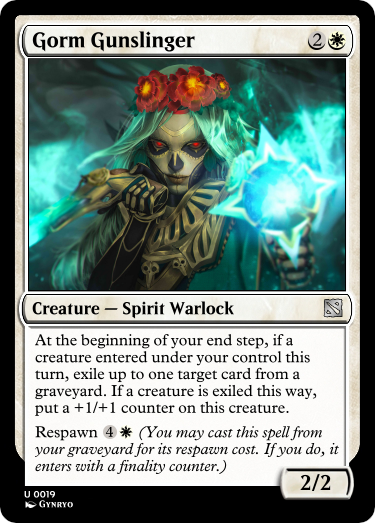 Gorm Gunslinger 2
Creature — Spirit Warlock
At the beginning of your end step, if a
creature entered under your control this
turn, exile up to one target card from a
graveyard. If a creature is exiled this way,
put a +1/+1 counter on this creature.
Respawn 4 (You may cast this spell from
your graveyard for its respawn cost. If you do, it
enters with a finality counter.)
2/2
U 0019
Gynryo